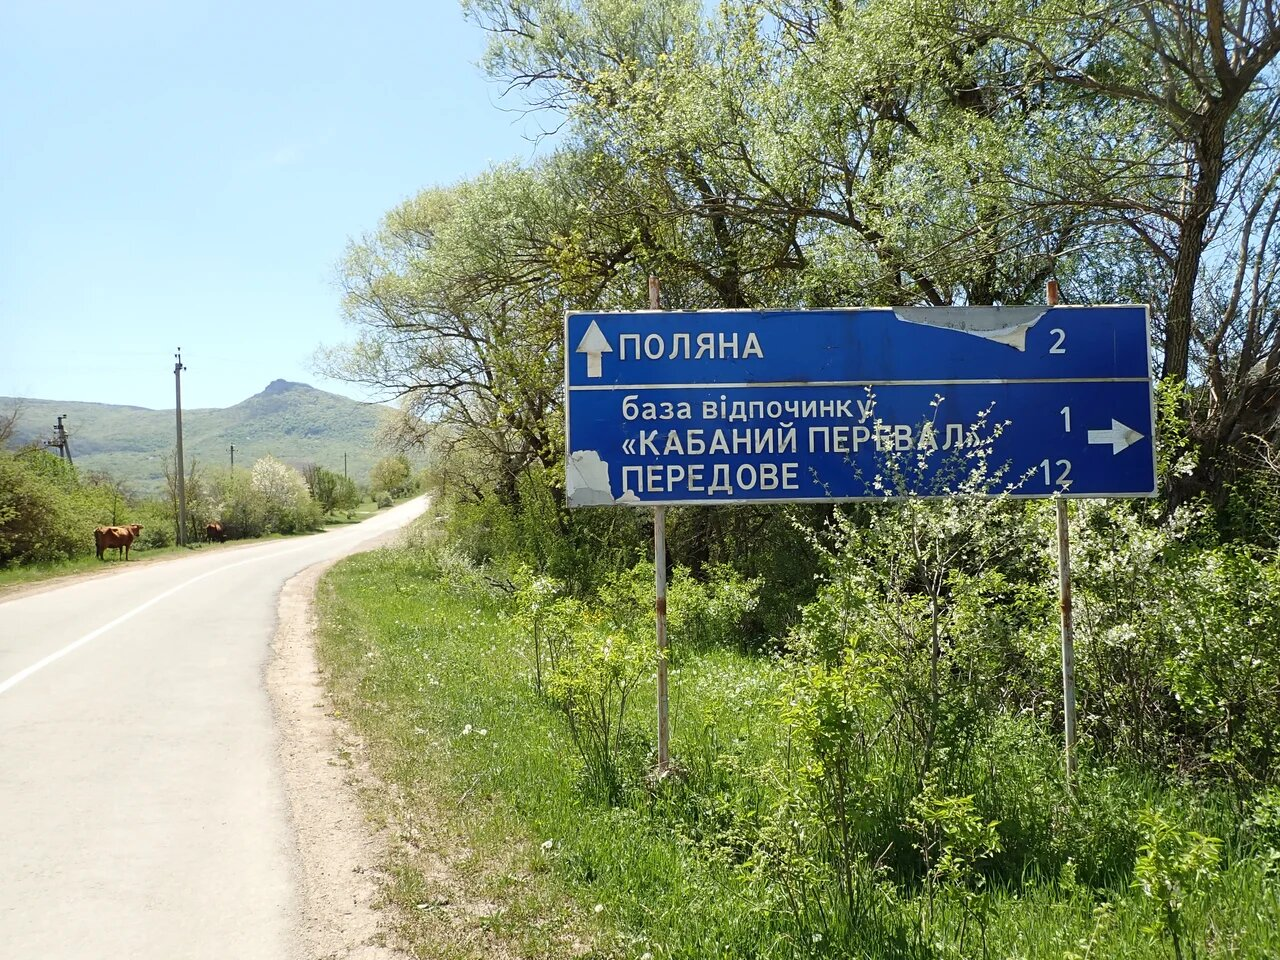 ПОЛЯНА 2
база відпочинку
«КАБАНИЙ ПЕРЕВАЛ» 1
ПЕРЕДОВЕ 12